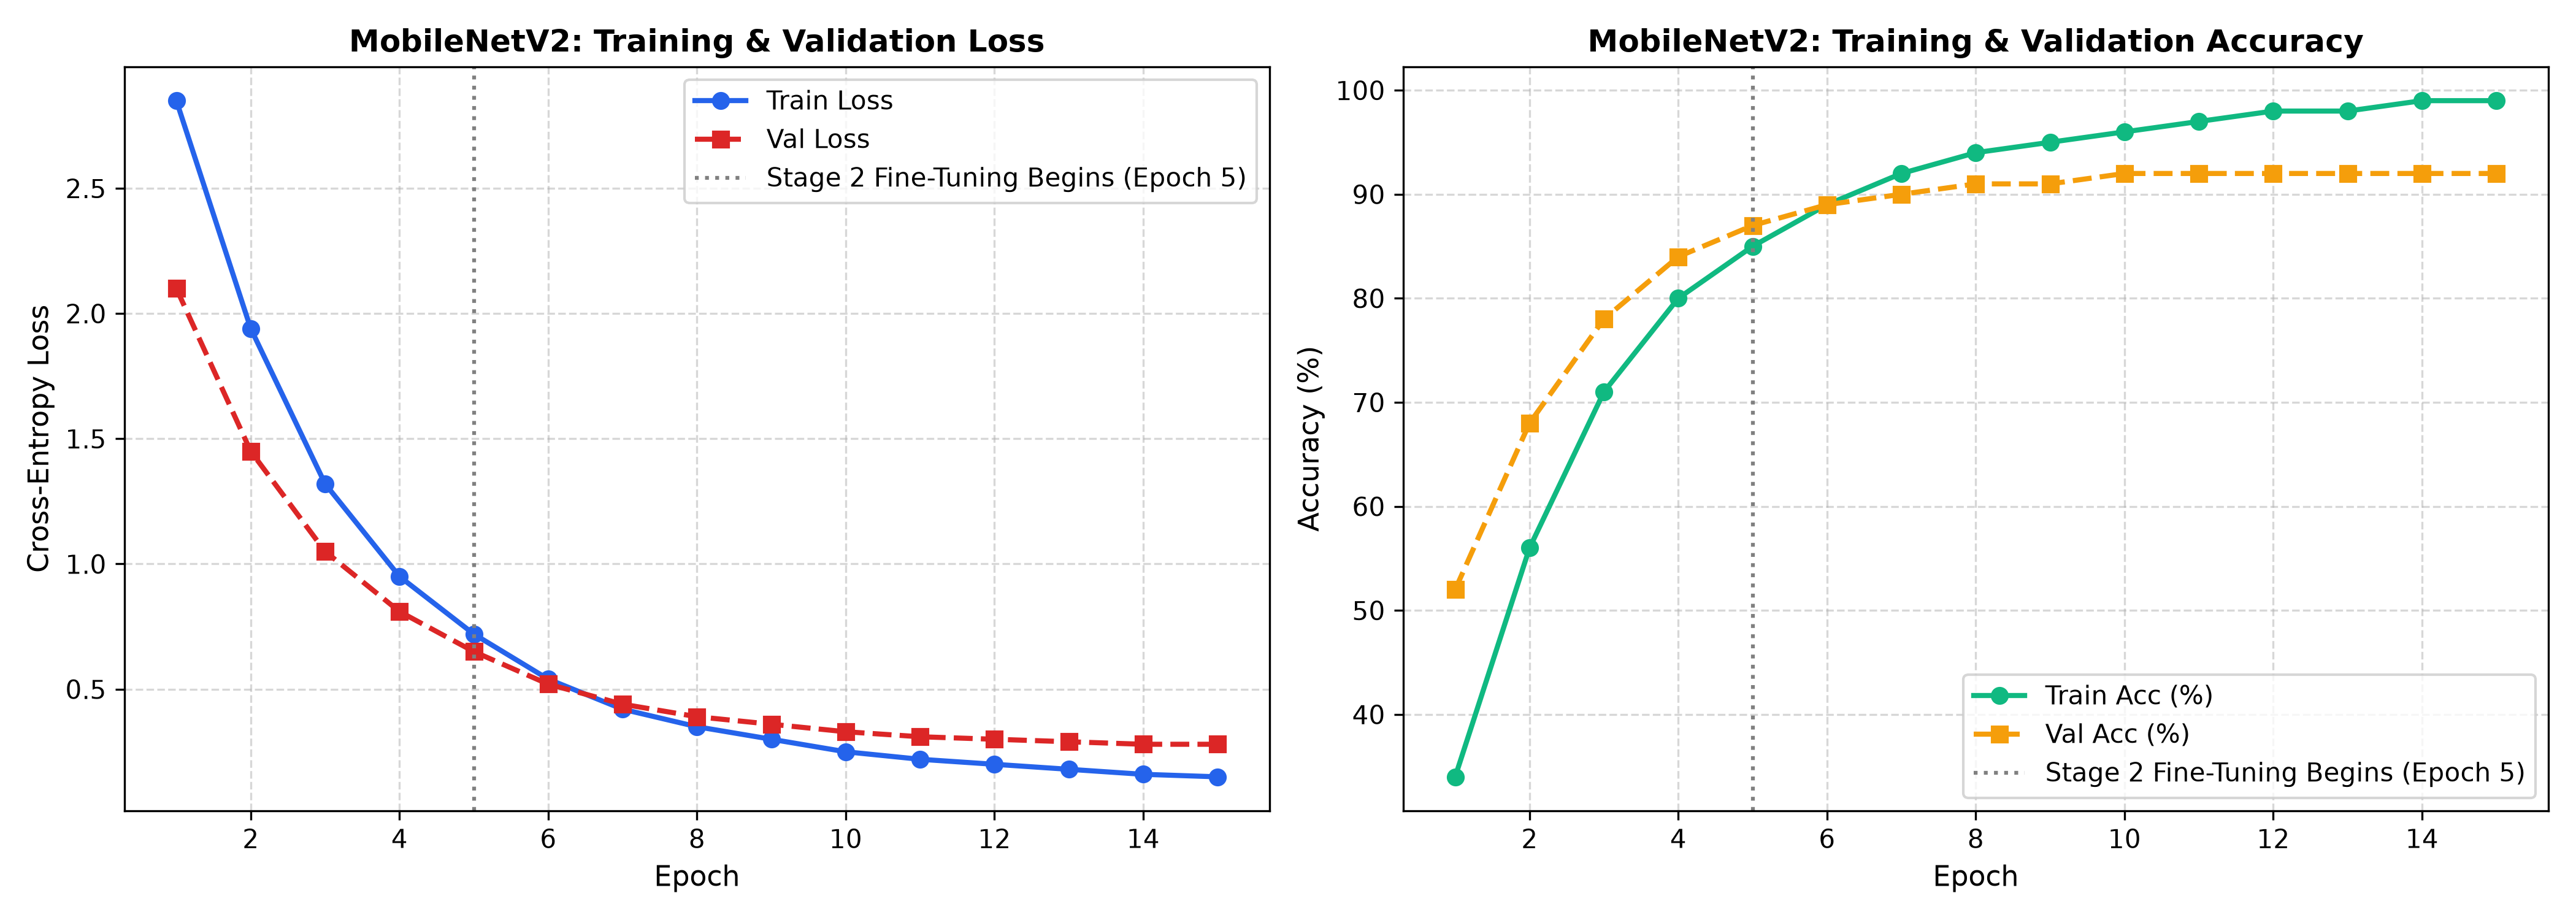 MobileNetV2: Training & Validation Loss
Train Loss
Val Loss
Stage 2 Fine-Tuning Begins (Epoch 5)
Cross-Entropy Loss
2.5
2.0
1.5
1.0
0.5
2 4 6 8 10 12 14
Epoch
MobileNetV2: Training & Validation Accuracy
Accuracy (%)
100
90
80
70
60
50
40
Train Acc (%)
Val Acc (%)
Stage 2 Fine-Tuning Begins (Epoch 5)
2 4 6 8 10 12 14
Epoch